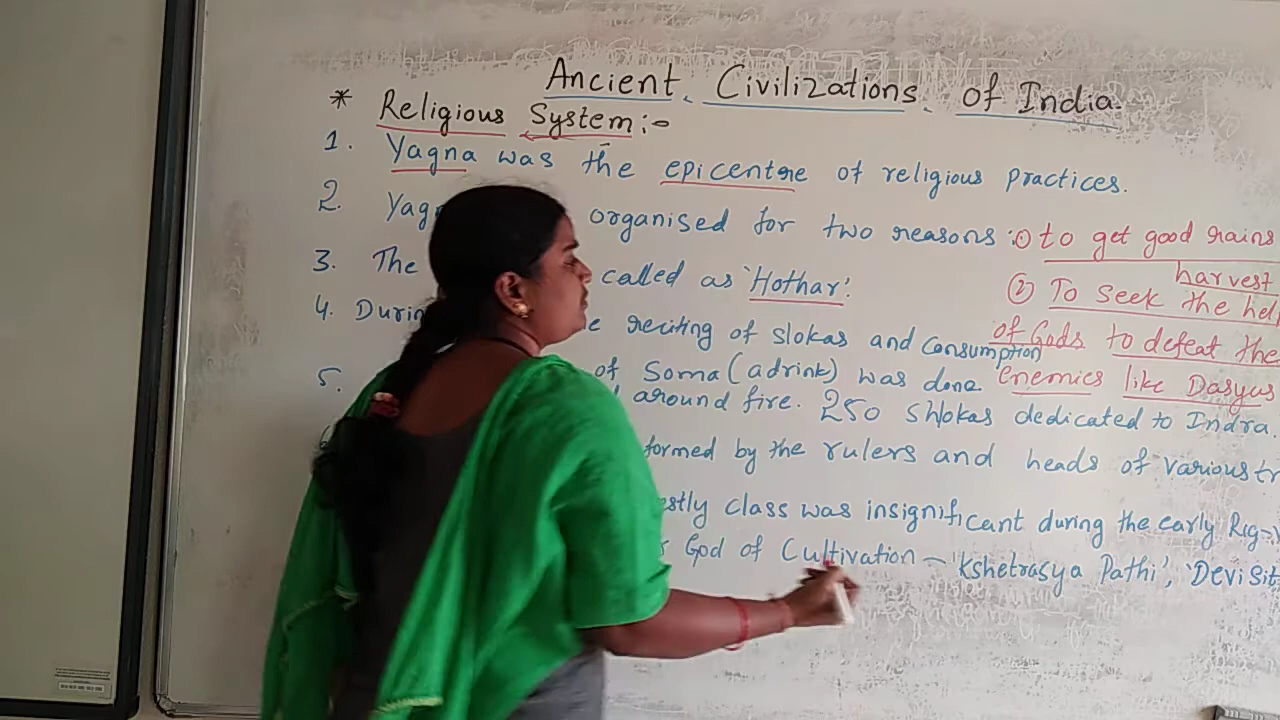 Ancient Civilizations of India.
* Religious System:-
1. Yagna was the epicentre of religious practices.
2. Yag organised for two reasons: ① to get good rains
harvest
3. The called as 'Hothar'.
② To seek the hel
4. Durin e reciting of slokas and consumption
of Gods to defeat the
of Soma (adrink) was done
enemies like Dasyus
5. around fire. 250 Shlokas dedicated to Indra.
formed by the rulers and heads of various tr
estly class was insignificant during the early Rig-V
God of Cultivation - 'Kshetrasya Pathi', 'Devi Sit